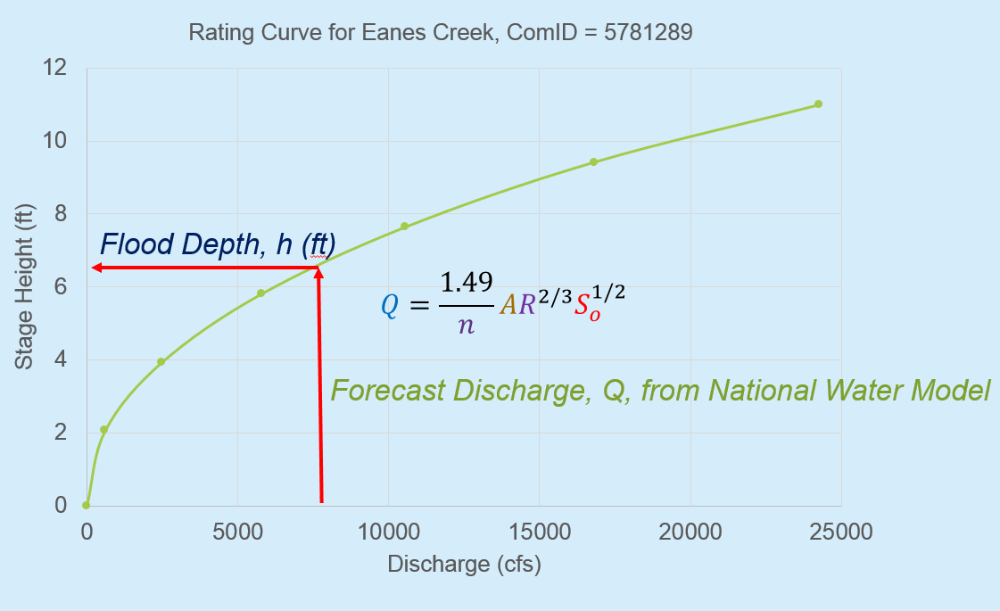 Rating Curve for Eanes Creek, ComID = 5781289
12
10
8
6
4
2
0
Stage Height (ft)
Flood Depth, h (ft)
Q = 1.49/n AR^{2/3}S_o^{1/2}
Forecast Discharge, Q, from National Water Model
0 5000 10000 15000 20000 25000
Discharge (cfs)